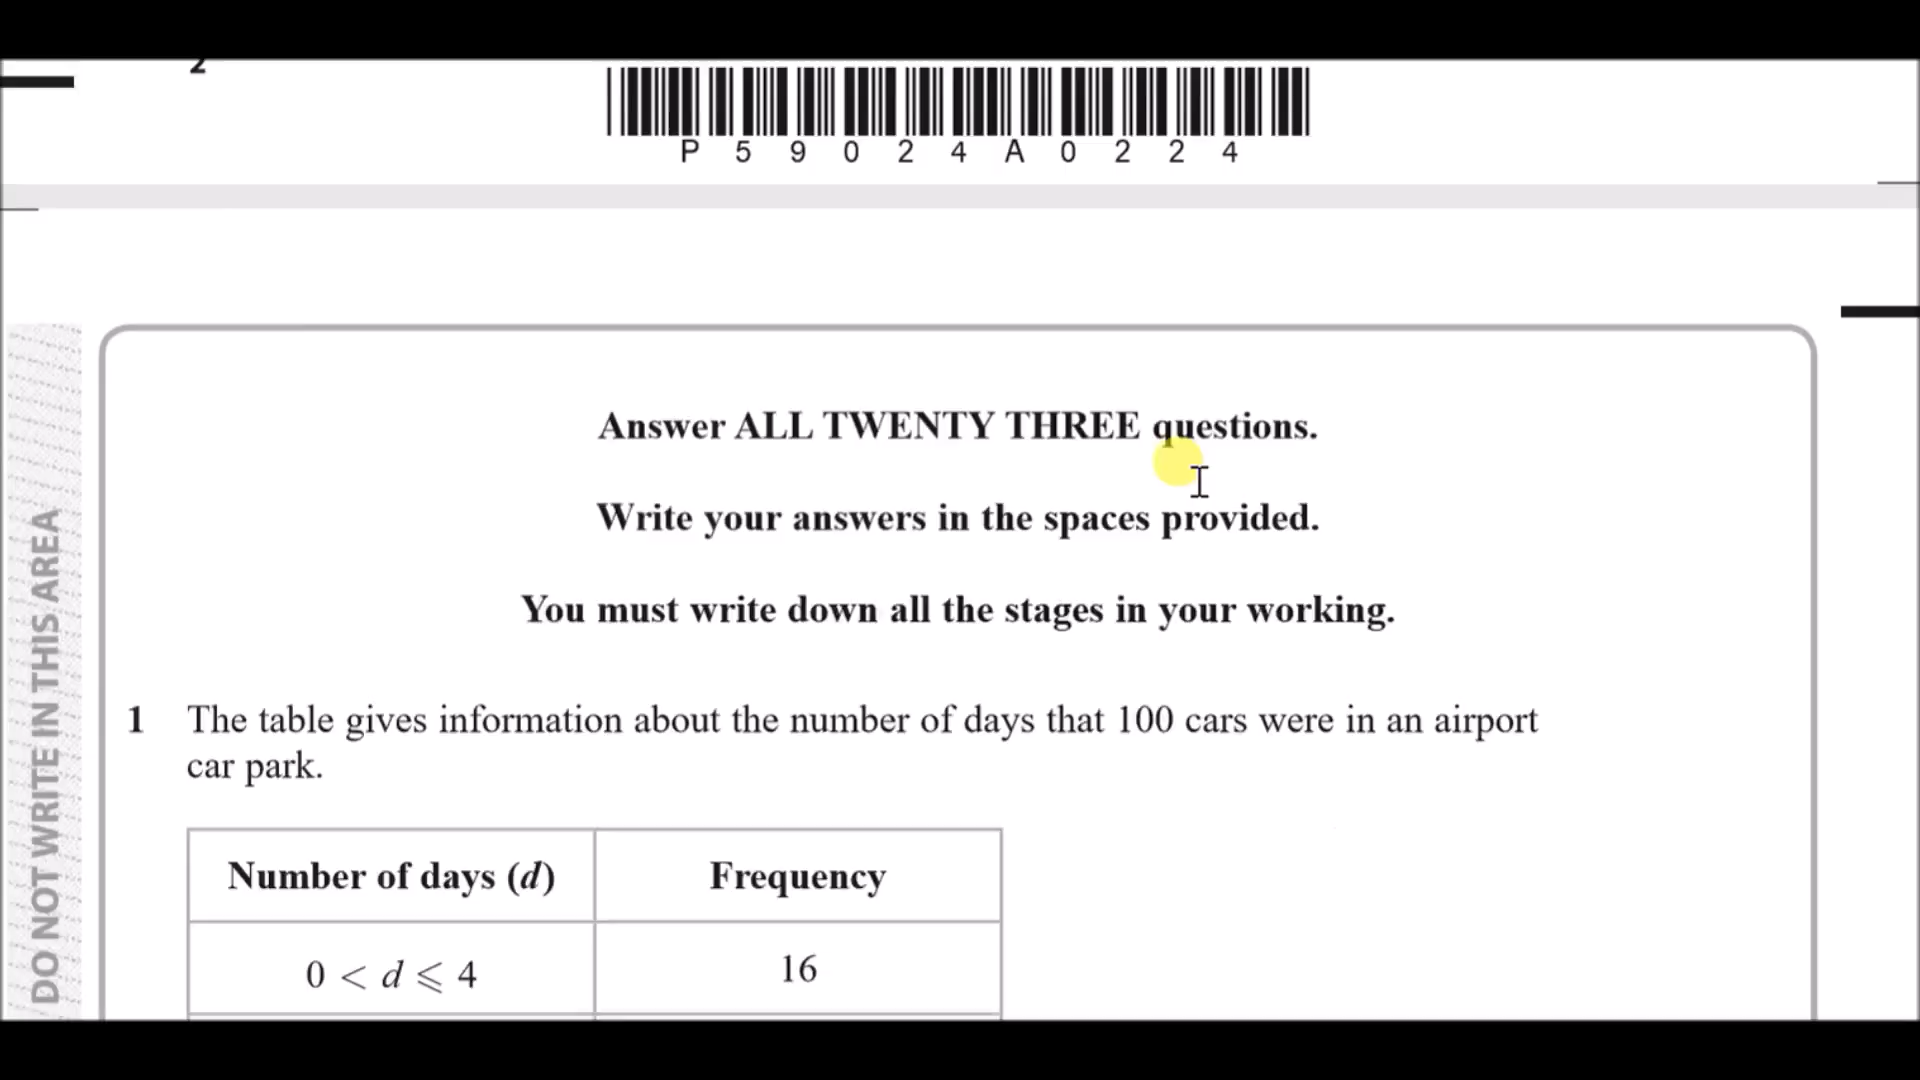 2
P 5 9 0 2 4 A 0 2 2 4
Answer ALL TWENTY THREE questions.
Write your answers in the spaces provided.
You must write down all the stages in your working.
1 The table gives information about the number of days that 100 cars were in an airport
car park.
Number of days (d) Frequency
0 < d ⩽ 4 16
DO NOT WRITE IN THIS AREA